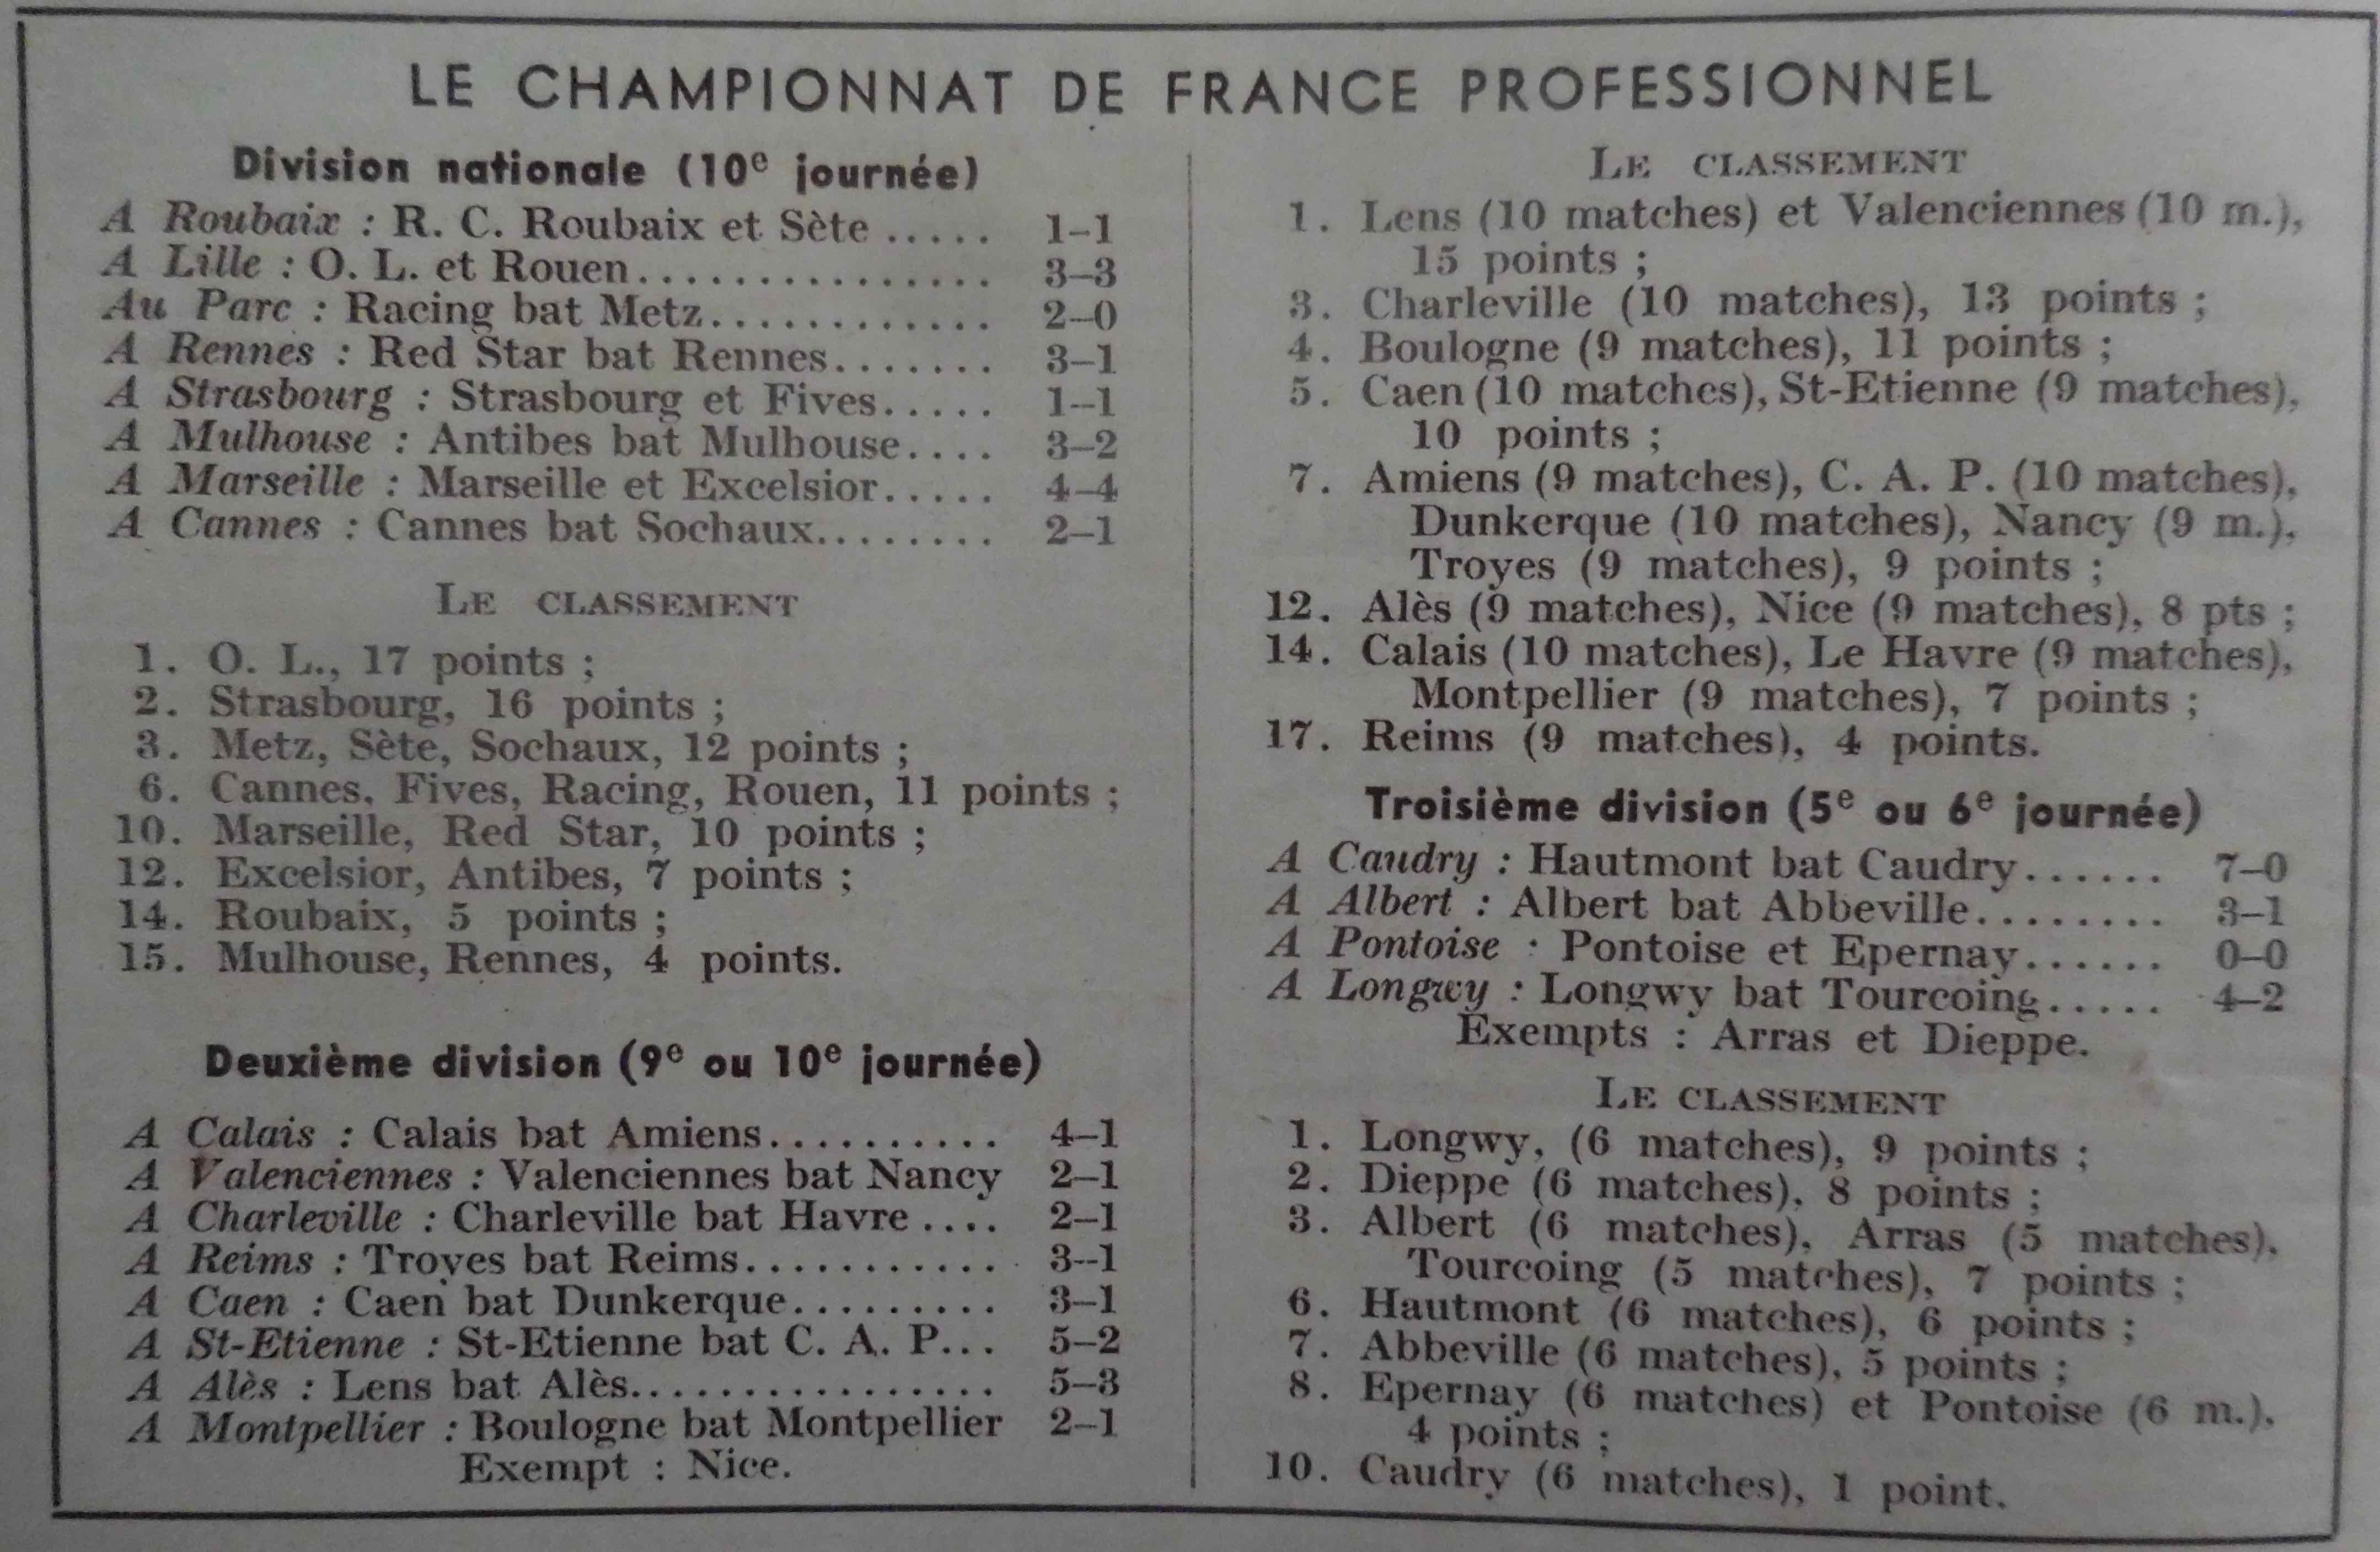 LE CHAMPIONNAT DE FRANCE PROFESSIONNEL
Division nationale (10e journée)
A Roubaix : R. C. Roubaix et Sète ..... 1-1
A Lille : O. L. et Rouen................ 3-3
Au Parc : Racing bat Metz............. 2-0
A Rennes : Red Star bat Rennes....... 3-1
A Strasbourg : Strasbourg et Fives..... 1--1
A Mulhouse : Antibes bat Mulhouse.... 3-2
A Marseille : Marseille et Excelsior..... 4-4
A Cannes : Cannes bat Sochaux........ 2-1
LE CLASSEMENT
1. O. L., 17 points ;
2. Strasbourg, 16 points ;
3. Metz, Sète, Sochaux, 12 points ;
6. Cannes, Fives, Racing, Rouen, 11 points ;
10. Marseille, Red Star, 10 points ;
12. Excelsior, Antibes, 7 points ;
14. Roubaix, 5 points ;
15. Mulhouse, Rennes, 4 points.
Deuxième division (9e ou 10e journée)
A Calais : Calais bat Amiens.......... 4-1
A Valenciennes : Valenciennes bat Nancy 2-1
A Charleville : Charleville bat Havre .... 2-1
A Reims : Troyes bat Reims............ 3--1
A Caen : Caen bat Dunkerque......... 3-1
A St-Etienne : St-Etienne bat C. A. P... 5-2
A Alès : Lens bat Alès................ 5-3
A Montpellier : Boulogne bat Montpellier 2-1
Exempt : Nice.
LE CLASSEMENT
1. Lens (10 matches) et Valenciennes (10 m.),
15 points ;
3. Charleville (10 matches), 13 points ;
4. Boulogne (9 matches), 11 points ;
5. Caen (10 matches), St-Etienne (9 matches),
10 points ;
7. Amiens (9 matches), C. A. P. (10 matches),
Dunkerque (10 matches), Nancy (9 m.),
Troyes (9 matches), 9 points ;
12. Alès (9 matches), Nice (9 matches), 8 pts ;
14. Calais (10 matches), Le Havre (9 matches),
Montpellier (9 matches), 7 points ;
17. Reims (9 matches), 4 points.
Troisième division (5e ou 6e journée)
A Caudry : Hautmont bat Caudry...... 7-0
A Albert : Albert bat Abbeville........ 3-1
A Pontoise : Pontoise et Epernay...... 0-0
A Longwy : Longwy bat Tourcoing..... 4-2
Exempts : Arras et Dieppe.
LE CLASSEMENT
1. Longwy, (6 matches), 9 points ;
2. Dieppe (6 matches), 8 points ;
3. Albert (6 matches), Arras (5 matches),
Tourcoing (5 matches), 7 points ;
6. Hautmont (6 matches), 6 points ;
7. Abbeville (6 matches), 5 points ;
8. Epernay (6 matches) et Pontoise (6 m.),
4 points ;
10. Caudry (6 matches), 1 point.